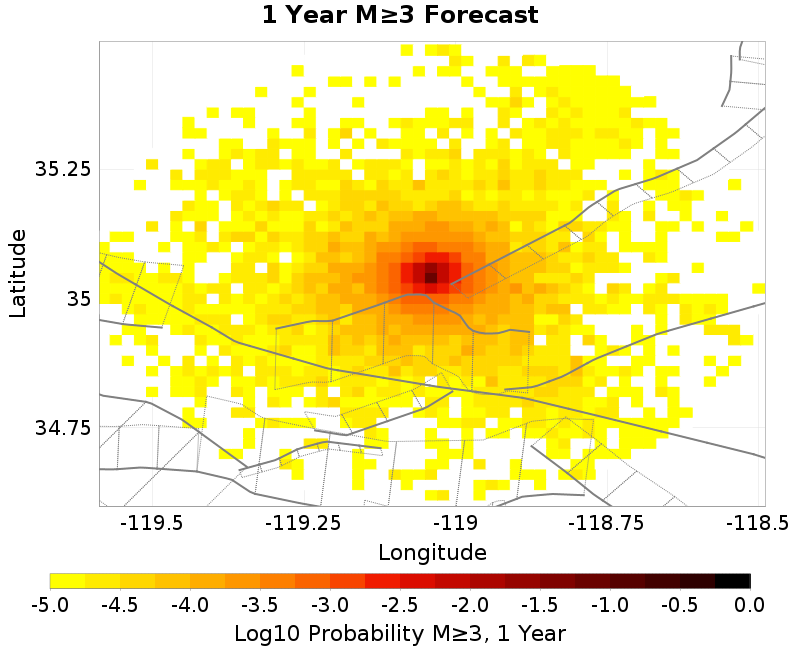 1 Year M≥3 Forecast
Latitude
35.25
35
34.75
-119.5 -119.25 -119 -118.75 -118.5
Longitude
-5.0 -4.5 -4.0 -3.5 -3.0 -2.5 -2.0 -1.5 -1.0 -0.5 0.0
Log10 Probability M≥3, 1 Year